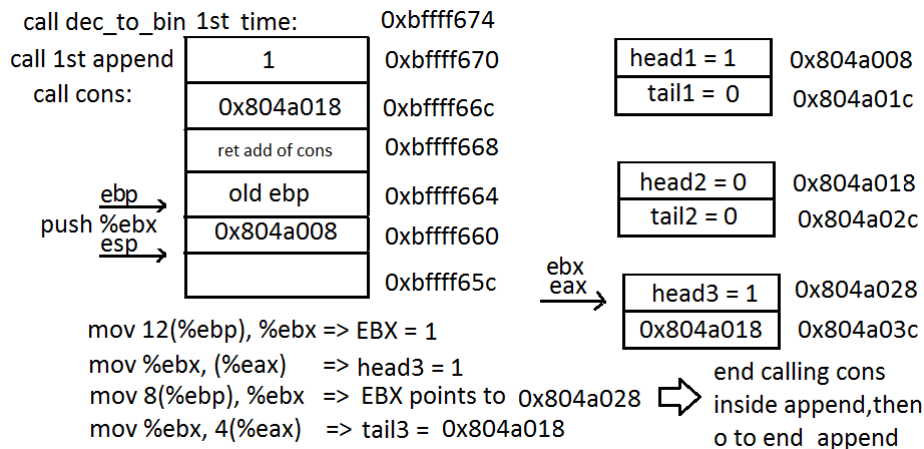 call dec_to_bin 1st time: 0xbffff674
call 1st append 1 0xbffff670
call cons: 0x804a018 0xbffff66c
ret add of cons 0xbffff668
ebp old ebp 0xbffff664
push %ebx 0x804a008 0xbffff660
esp
0xbffff65c
head1 = 1 0x804a008
tail1 = 0 0x804a01c
head2 = 0 0x804a018
tail2 = 0 0x804a02c
ebx
eax
head3 = 1 0x804a028
0x804a018 0x804a03c
mov 12(%ebp), %ebx => EBX = 1
mov %ebx, (%eax) => head3 = 1
mov 8(%ebp), %ebx => EBX points to 0x804a028
mov %ebx, 4(%eax) => tail3 = 0x804a018
end calling cons
inside append,then
o to end_append